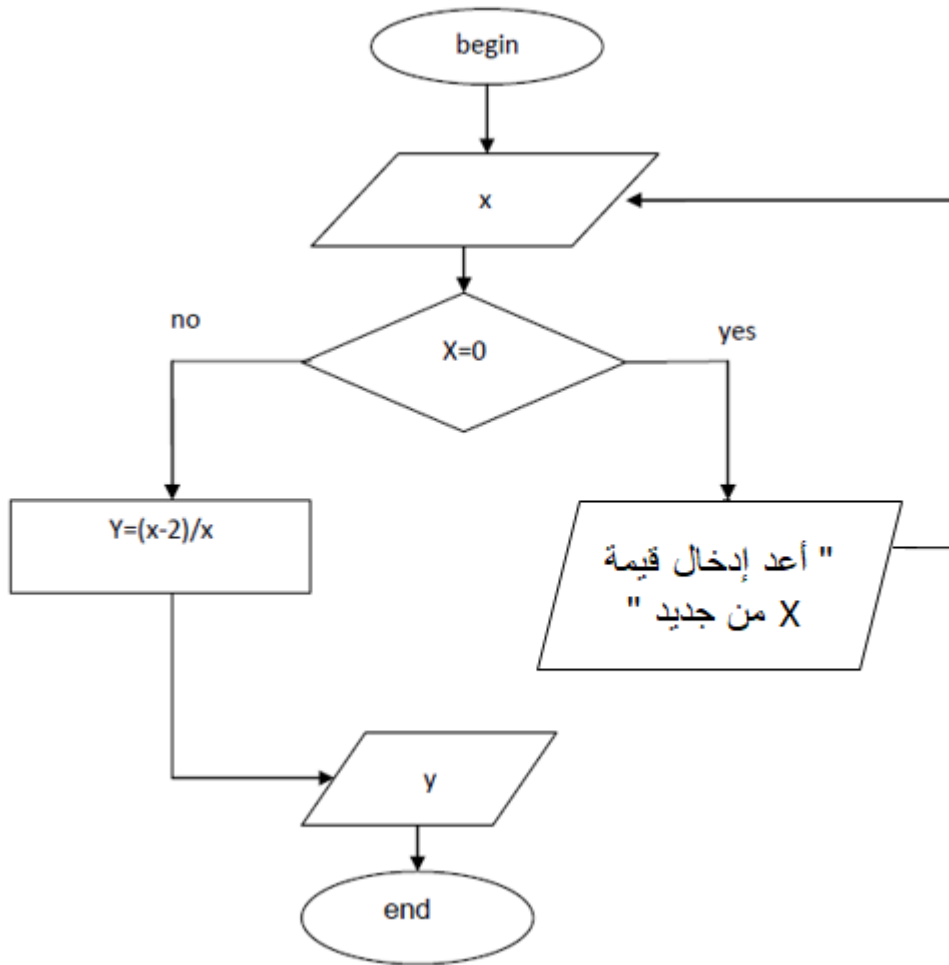 begin
x
X=0
no
yes
Y=(x-2)/x
" أعد إدخال قيمة
X من جديد "
y
end